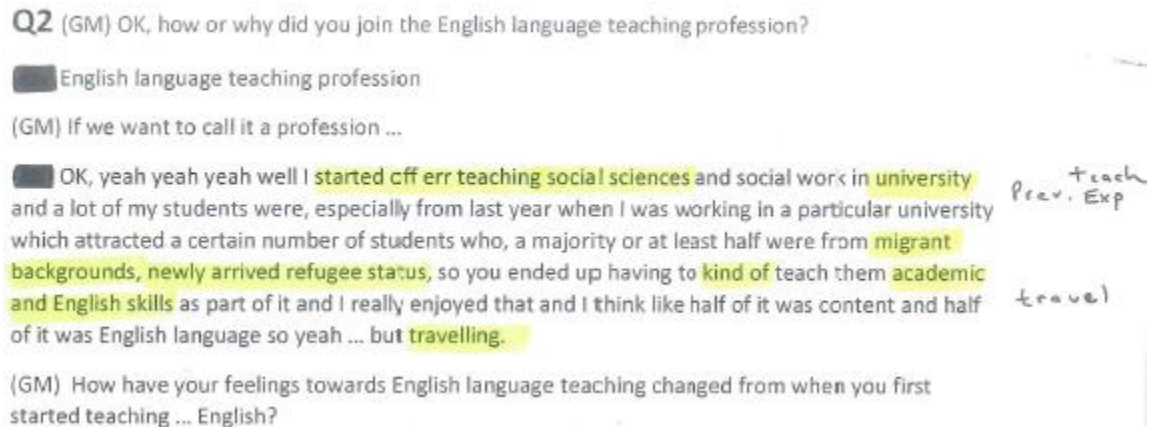 Q2 (GM) OK, how or why did you join the English language teaching profession?
English language teaching profession
(GM) If we want to call it a profession ...
OK, yeah yeah yeah well I started cff err teaching social sciences and social work in university
teach
Prev. Exp
and a lot of my students were, especially from last year when I was working in a particular university
which attracted a certain number of students who, a majority or at least half were from migrant
backgrounds, newly arrived refugee status, so you ended up having to kind of teach them academic
and English skills as part of it and I really enjoyed that and I think like half of it was content and half
travel
of it was English language so yeah ... but travelling.
(GM) How have your feelings towards English language teaching changed from when you first
started teaching ... English?